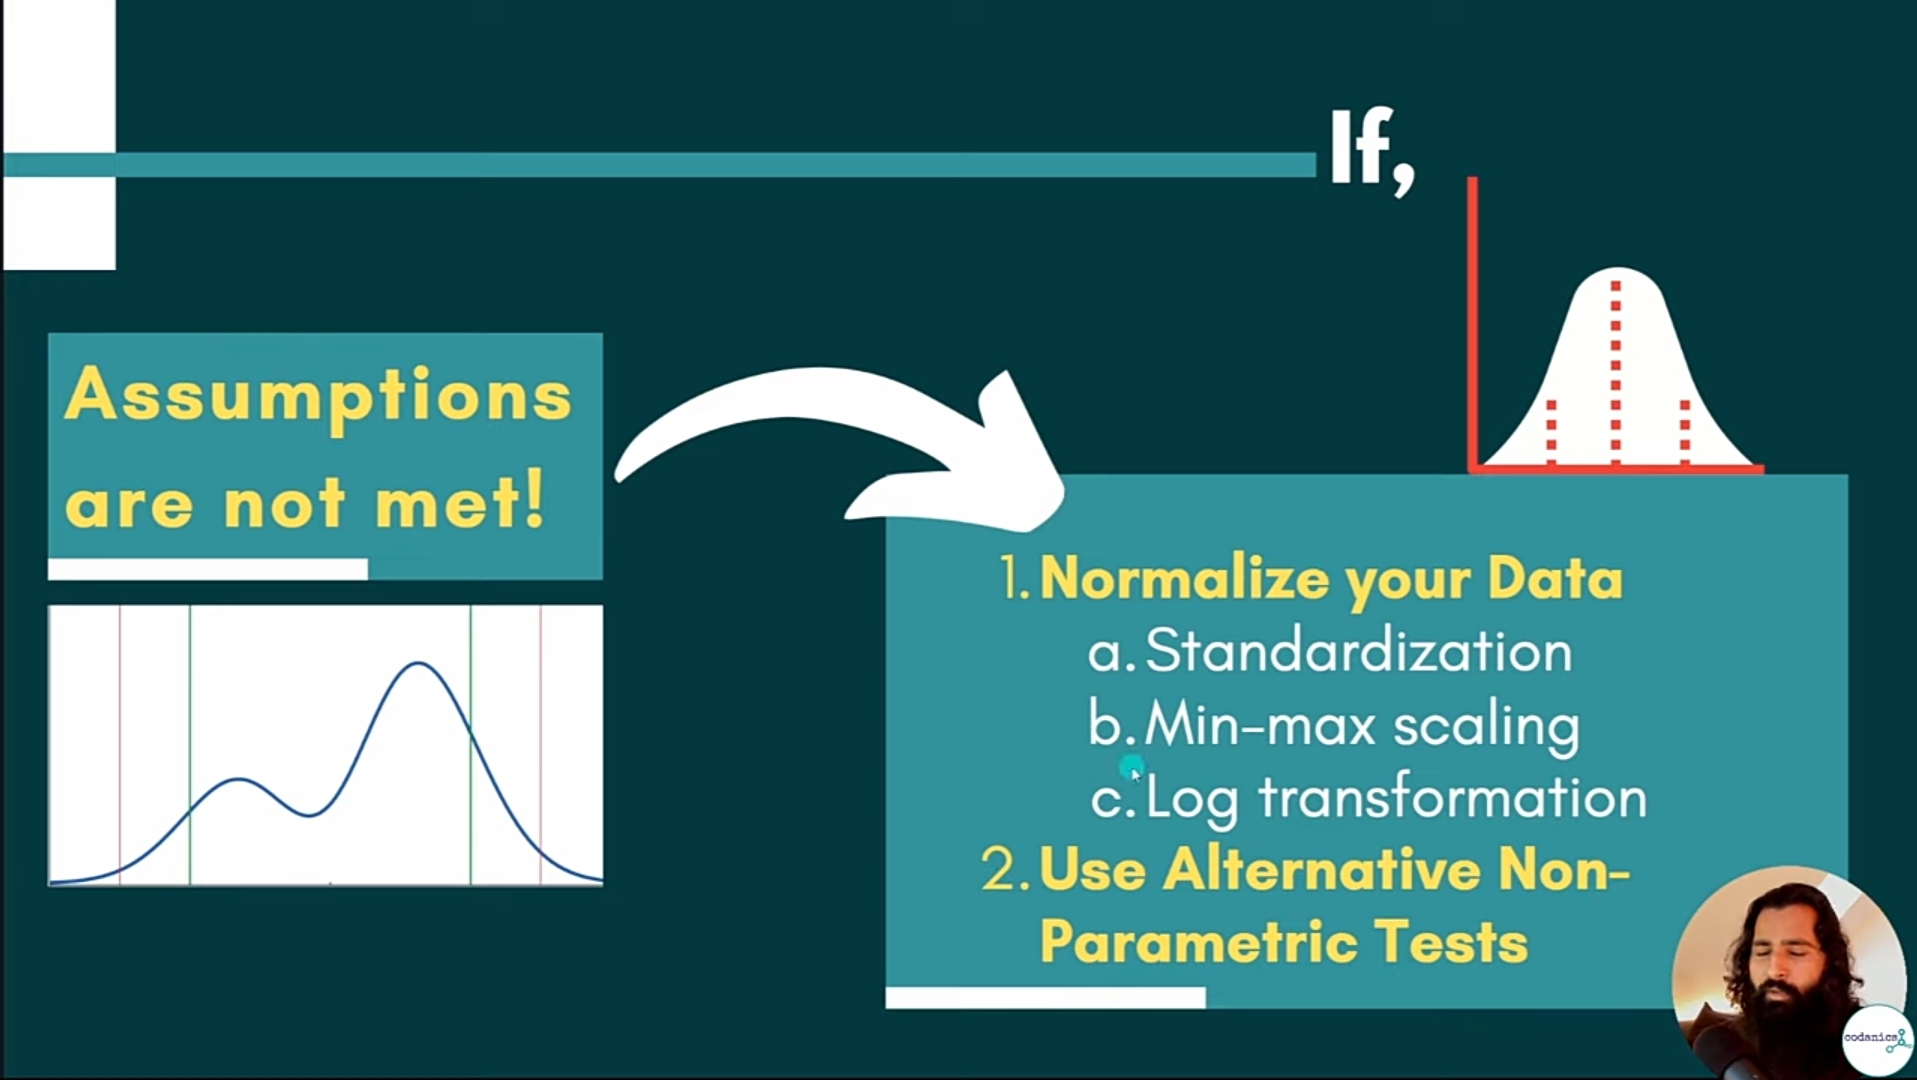 If,
Assumptions
are not met!
1. Normalize your Data
a. Standardization
b. Min-max scaling
c. Log transformation
2. Use Alternative Non-
Parametric Tests
codanics